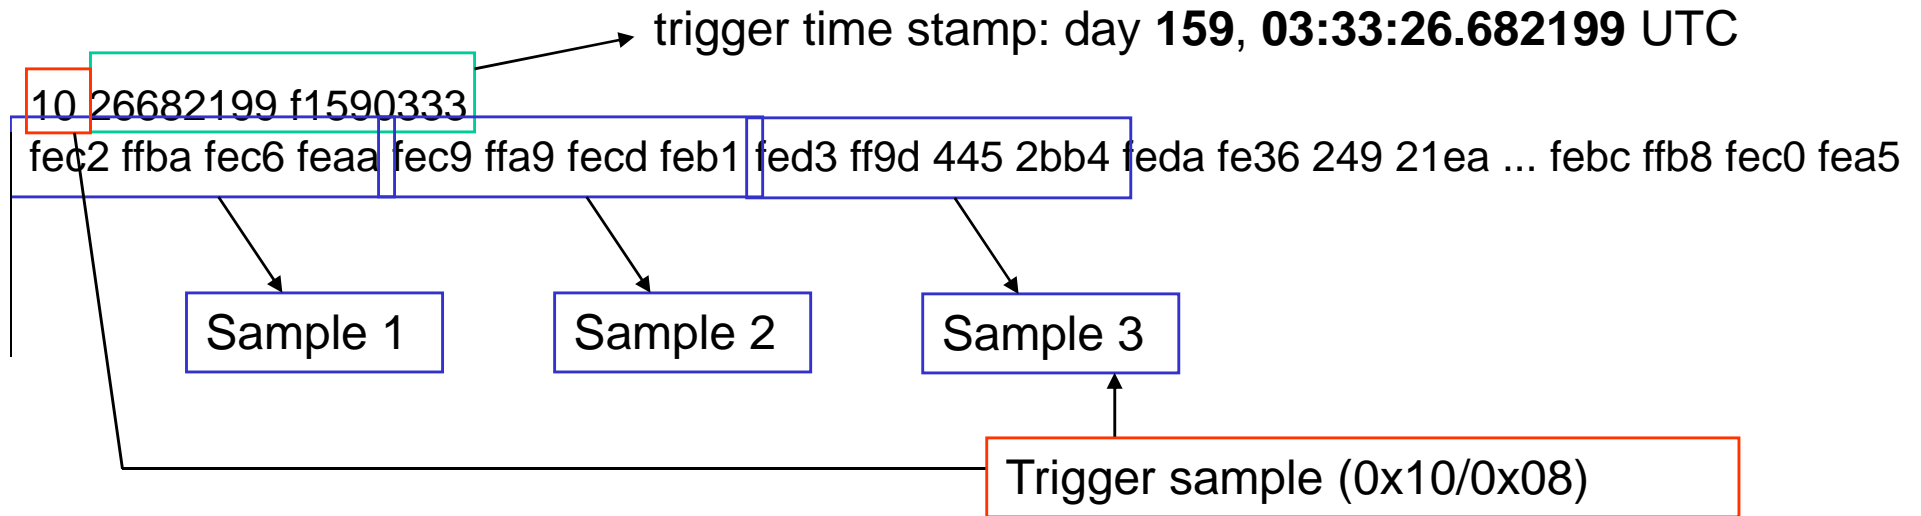 trigger time stamp: day 159, 03:33:26.682199 UTC
10 26682199 f1590333
fec2 ffba fec6 feaa fec9 ffa9 fecd feb1 fed3 ff9d 445 2bb4 feda fe36 249 21ea ... febc ffb8 fec0 fea5
Sample 1
Sample 2
Sample 3
Trigger sample (0x10/0x08)